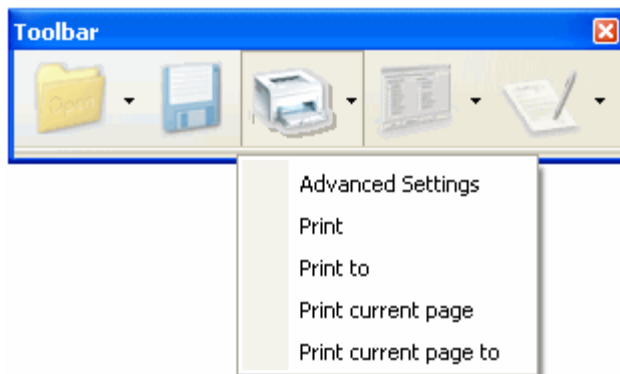 Toolbar
Open
Advanced Settings
Print
Print to
Print current page
Print current page to